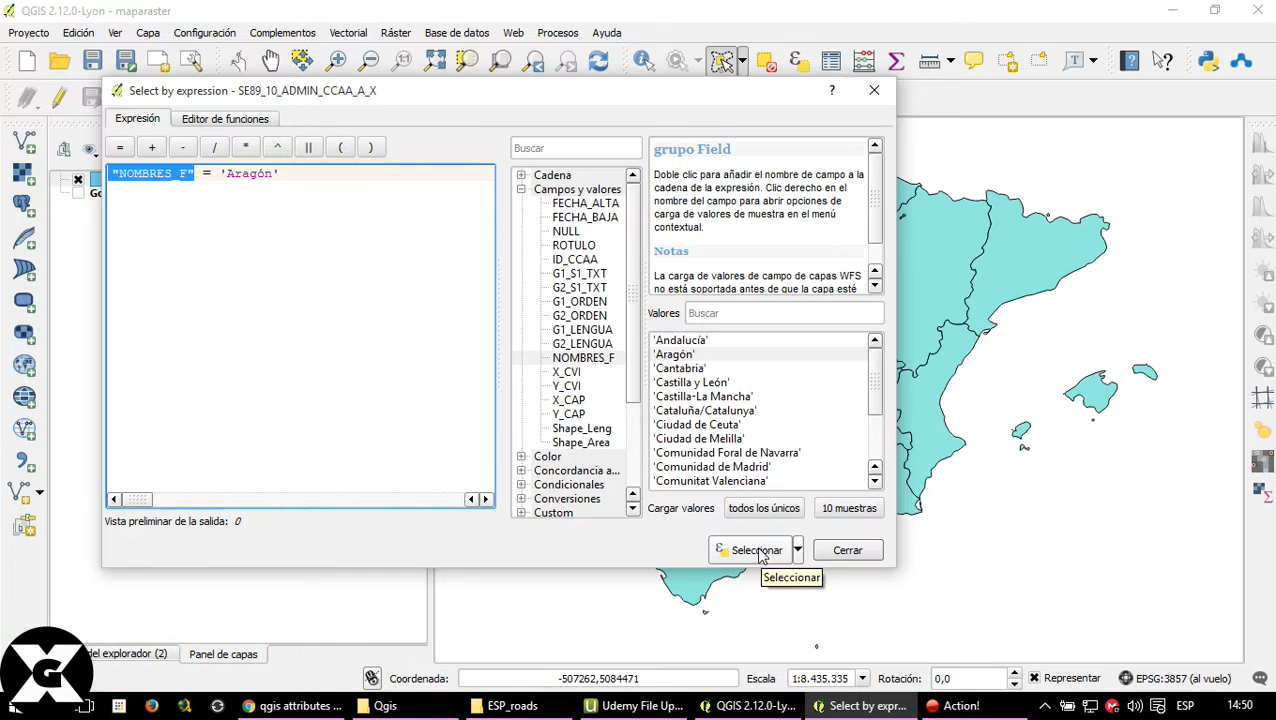 QGIS 2.12.0-Lyon - maparaster
Proyecto Edición Ver Capa Configuración Complementos Vectorial Ráster Base de datos Web Procesos Ayuda
Select by expression - SE89_10_ADMIN_CCAA_A_X
Expresión Editor de funciones
= + - / * ^ || ( )
"NOMBRES_F" = 'Aragón'
Vista preliminar de la salida: 0
Buscar
Cadena
Campos y valores
FECHA_ALTA
FECHA_BAJA
NULL
ROTULO
ID_CCAA
G1_S1_TXT
G2_S1_TXT
G1_ORDEN
G2_ORDEN
G1_LENGUA
G2_LENGUA
NOMBRES_F
X_CVI
Y_CVI
X_CAP
Y_CAP
Shape_Leng
Shape_Area
Color
Concordancia a...
Condicionales
Conversiones
Custom
grupo Field
Doble clic para añadir el nombre de campo a la
cadena de la expresión. Clic derecho en el
nombre del campo para abrir opciones de
carga de valores de muestra en el menú
contextual.
Notas
La carga de valores de campo de capas WFS
no está soportada antes de que la capa esté
Valores Buscar
'Andalucía'
'Aragón'
'Cantabria'
'Castilla y León'
'Castilla-La Mancha'
'Cataluña/Catalunya'
'Ciudad de Ceuta'
'Ciudad de Melilla'
'Comunidad Foral de Navarra'
'Comunidad de Madrid'
'Comunitat Valenciana'
Cargar valores todos los únicos 10 muestras
Seleccionar Cerrar
Seleccionar
del explorador (2) Panel de capas
Coordenada: -507262,5084471 Escala 1:8.435.335 Rotación: 0,0 Representar EPSG:3857 (al vuelo)
XG
qgis attributes ... Qgis ESP_roads Udemy File Up... QGIS 2.12.0-Ly... Select by expr... Action! ESP 14:50